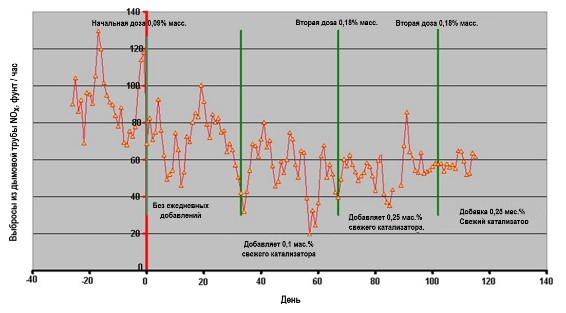 Начальная доза 0,09% масс.
Вторая доза 0,18% масс.
Вторая доза 0,18% масс.
140
120
100
80
60
40
20
0
Выбросы из дымовой трубы NOx, фунт / час
Без ежедневных
добавлений
Добавляет 0,1 мас.%
свежего катализатора
Добавляет 0,25 мас.%
свежего катализатора.
Добавка 0,28 мас.%
Свежий катализатов
-40 -20 0 20 40 60 80 100 120 140
День